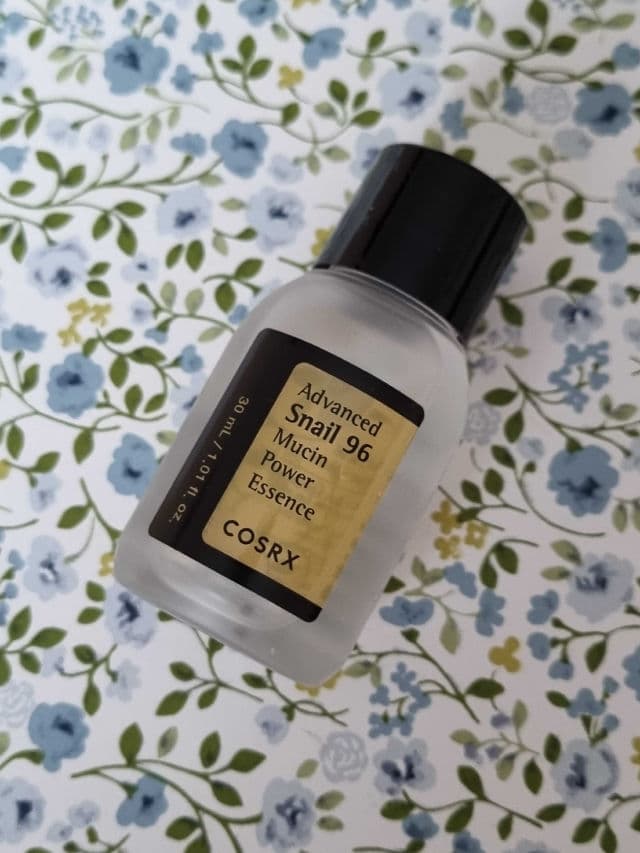 Advanced
Snail 96
Mucin
Power
Essence
COSRX
30 mL / 1.01 fl. oz.